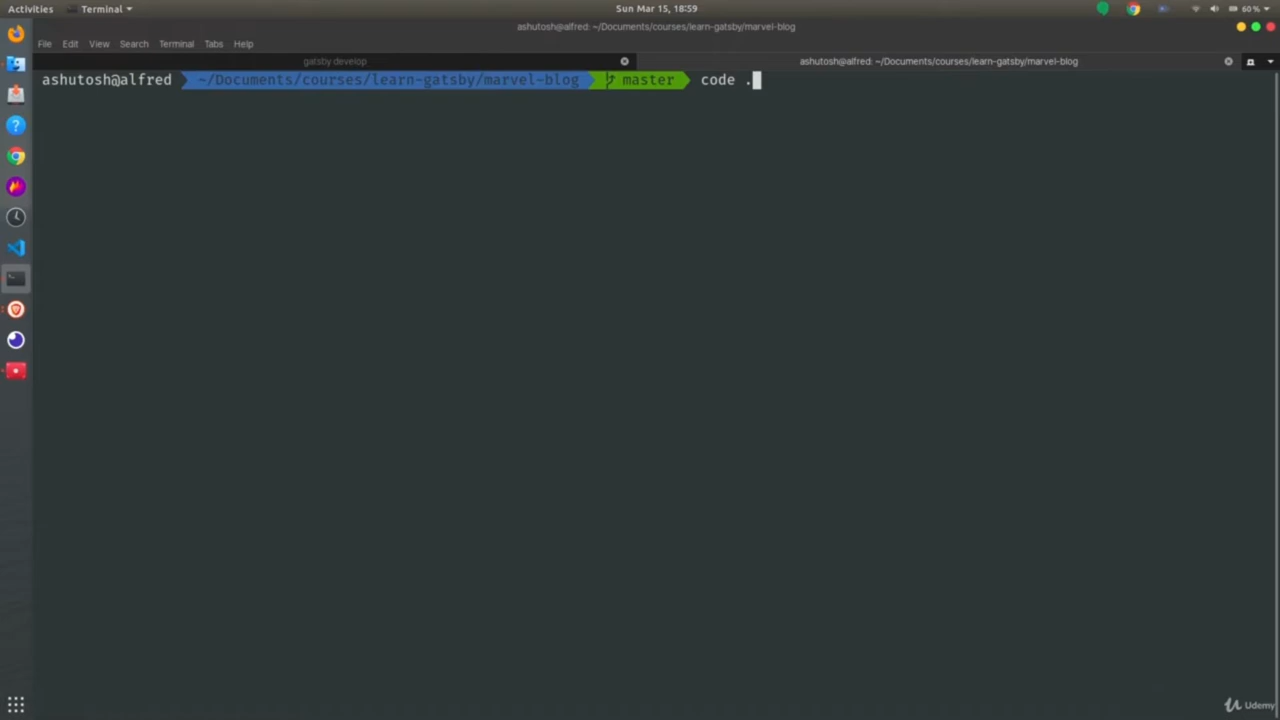 Activities Terminal Sun Mar 15, 18:59 60 %
ashutosh@alfred: ~/Documents/courses/learn-gatsby/marvel-blog
File Edit View Search Terminal Tabs Help
gatsby develop ashutosh@alfred: ~/Documents/courses/learn-gatsby/marvel-blog
ashutosh@alfred ~/Documents/courses/learn-gatsby/marvel-blog master code .
Udemy